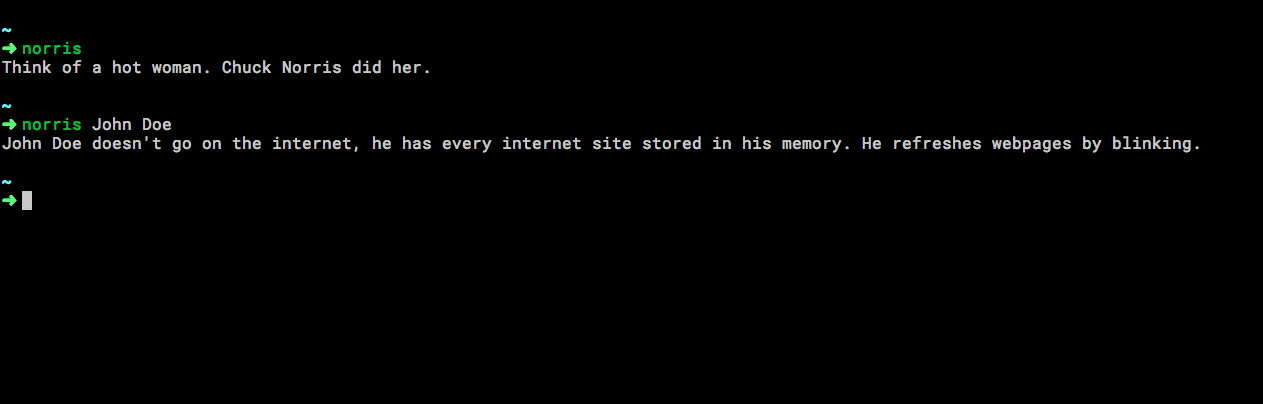 ~
➜ norris
Think of a hot woman. Chuck Norris did her.
~
➜ norris John Doe
John Doe doesn't go on the internet, he has every internet site stored in his memory. He refreshes webpages by blinking.
~
➜